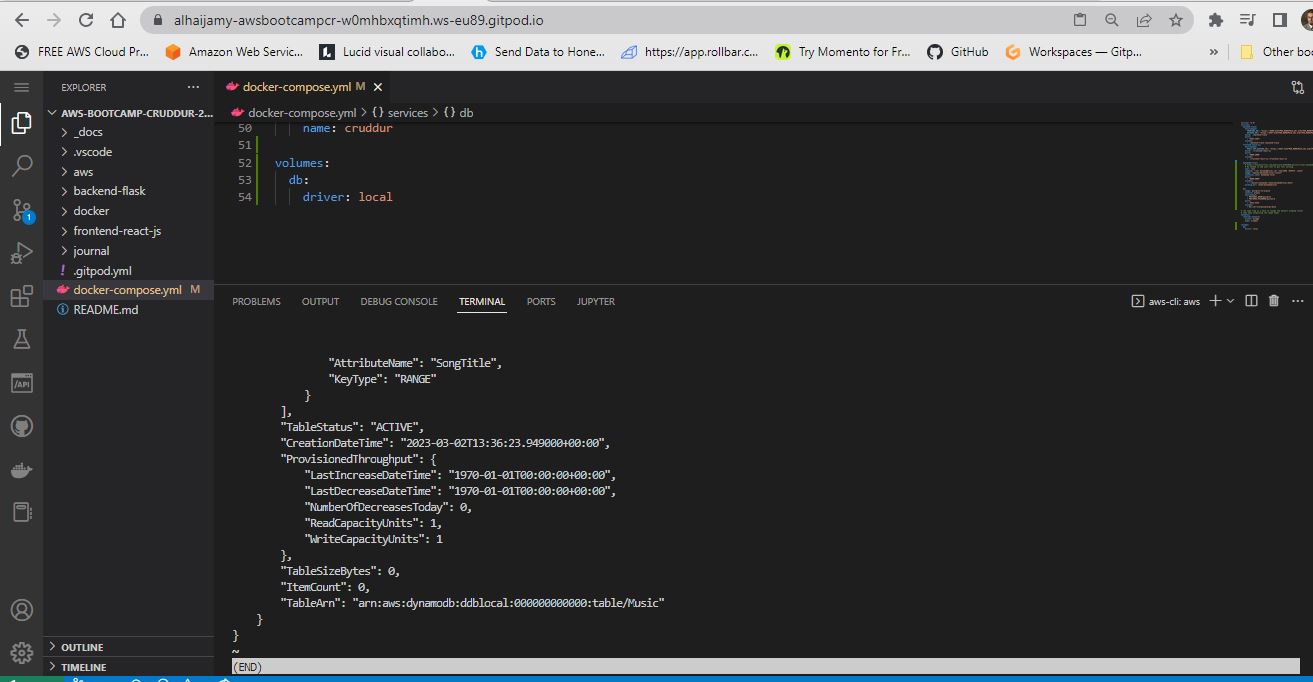 alhaijamy-awsbootcampcr-w0mhbxqtimh.ws-eu89.gitpod.io
FREE AWS Cloud Pr... Amazon Web Servic... Lucid visual collabo... Send Data to Hone... https://app.rollbar.c... Try Momento for Fr... GitHub Workspaces — Gitp... » Other boo
EXPLORER ...
AWS-BOOTCAMP-CRUDDUR-2...
_docs
.vscode
aws
backend-flask
docker
frontend-react-js
journal
! .gitpod.yml
docker-compose.yml M
README.md
OUTLINE
TIMELINE
1
/API
docker-compose.yml M ×
docker-compose.yml > {} services > {} db
50 name: cruddur
51
52 volumes:
53 db:
54 driver: local
PROBLEMS OUTPUT DEBUG CONSOLE TERMINAL PORTS JUPYTER aws-cli: aws
"AttributeName": "SongTitle",
"KeyType": "RANGE"
}
],
"TableStatus": "ACTIVE",
"CreationDateTime": "2023-03-02T13:36:23.949000+00:00",
"ProvisionedThroughput": {
"LastIncreaseDateTime": "1970-01-01T00:00:00+00:00",
"LastDecreaseDateTime": "1970-01-01T00:00:00+00:00",
"NumberOfDecreasesToday": 0,
"ReadCapacityUnits": 1,
"WriteCapacityUnits": 1
},
"TableSizeBytes": 0,
"ItemCount": 0,
"TableArn": "arn:aws:dynamodb:ddblocal:000000000000:table/Music"
}
}
~
(END)